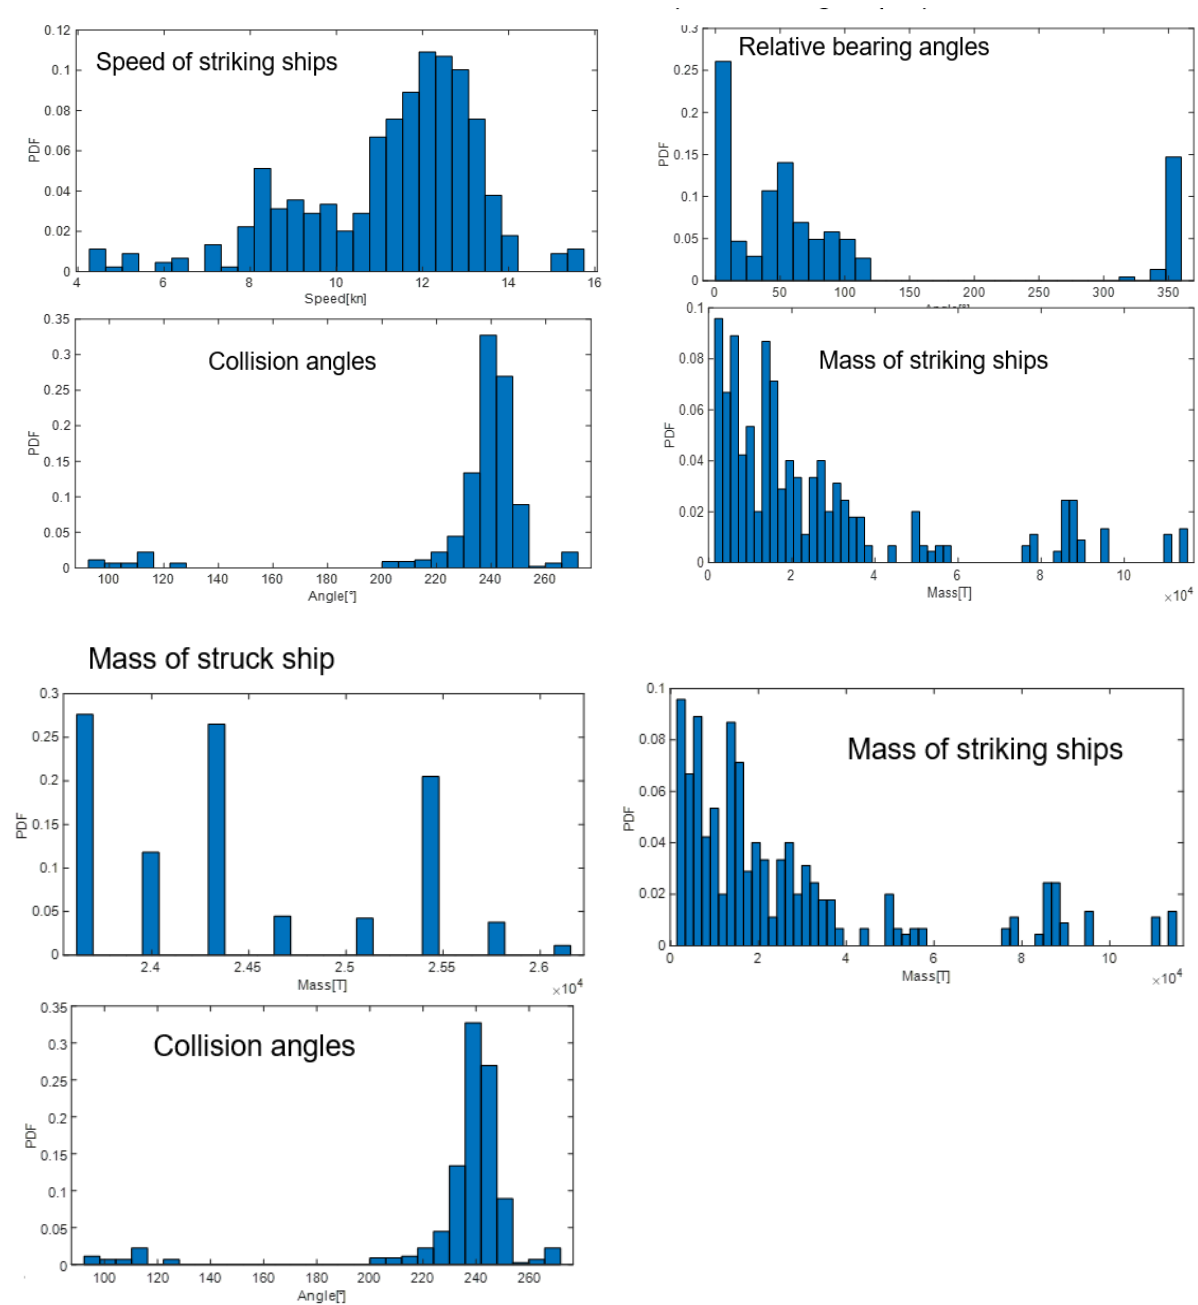 Speed of striking ships
0.12
0.1
0.08
0.06
0.04
0.02
0
PDF
4 6 8 10 12 14 16
Speed[kn]
Relative bearing angles
0.3
0.25
0.2
0.15
0.1
0.05
0
PDF
0 50 100 150 200 250 300 350
Collision angles
0.35
0.3
0.25
0.2
0.15
0.1
0.05
0
PDF
100 120 140 160 180 200 220 240 260
Angle[°]
Mass of striking ships
0.1
0.08
0.06
0.04
0.02
0
PDF
0 2 4 6 8 10
Mass[T]
×10⁴
Mass of struck ship
0.3
0.25
0.2
0.15
0.1
0.05
0
PDF
2.4 2.45 2.5 2.55 2.6
Mass[T]
×10⁴
Mass of striking ships
0.1
0.08
0.06
0.04
0.02
0
PDF
0 2 4 6 8 10
Mass[T]
×10⁴
Collision angles
0.35
0.3
0.25
0.2
0.15
0.1
0.05
0
PDF
100 120 140 160 180 200 220 240 260
Angle[°]